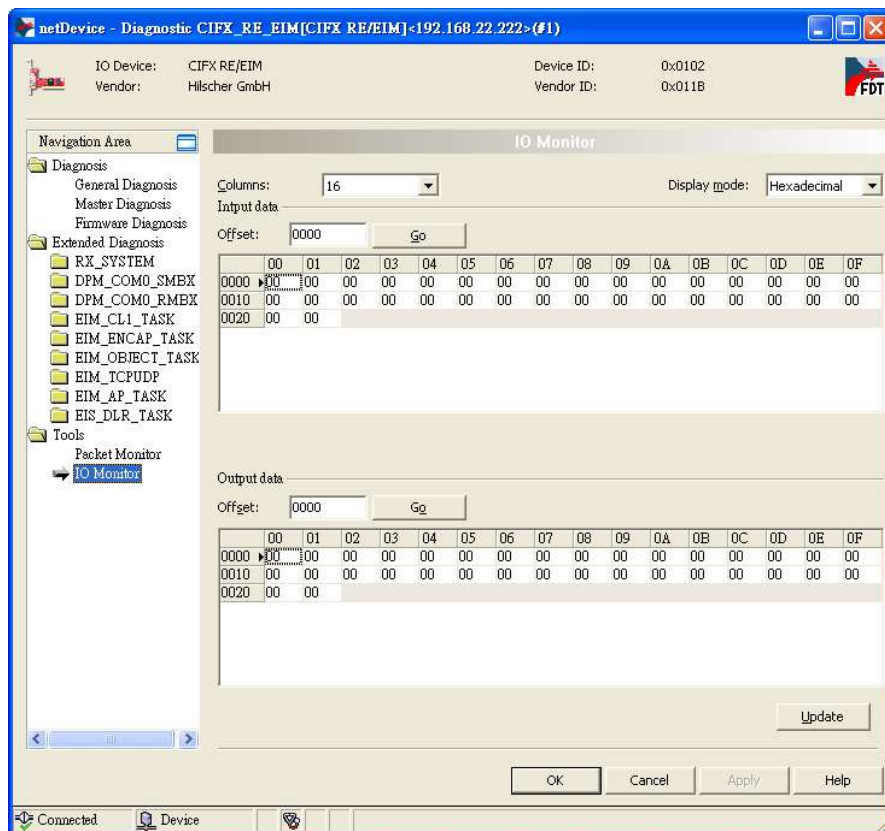 netDevice - Diagnostic CIFX_RE_EIM[CIFX RE/EIM]<192.168.22.222>(#1)
IO Device: CIFX RE/EIM Device ID: 0x0102
Vendor: Hilscher GmbH Vendor ID: 0x011B
FDT
Navigation Area
Diagnosis
General Diagnosis
Master Diagnosis
Firmware Diagnosis
Extended Diagnosis
RX_SYSTEM
DPM_COM0_SMBX
DPM_COM0_RMBX
EIM_CL1_TASK
EIM_ENCAP_TASK
EIM_OBJECT_TASK
EIM_TCPUDP
EIM_AP_TASK
EIS_DLR_TASK
Tools
Packet Monitor
IO Monitor
IO Monitor
Columns: 16 Display mode: Hexadecimal
Intput data
Offset: 0000 Go
00 01 02 03 04 05 06 07 08 09 0A 0B 0C 0D 0E 0F
0000 00 00 00 00 00 00 00 00 00 00 00 00 00 00 00 00
0010 00 00 00 00 00 00 00 00 00 00 00 00 00 00 00 00
0020 00 00
Output data
Offset: 0000 Go
00 01 02 03 04 05 06 07 08 09 0A 0B 0C 0D 0E 0F
0000 00 00 00 00 00 00 00 00 00 00 00 00 00 00 00 00
0010 00 00 00 00 00 00 00 00 00 00 00 00 00 00 00 00
0020 00 00
Update
OK Cancel Apply Help
Connected Device